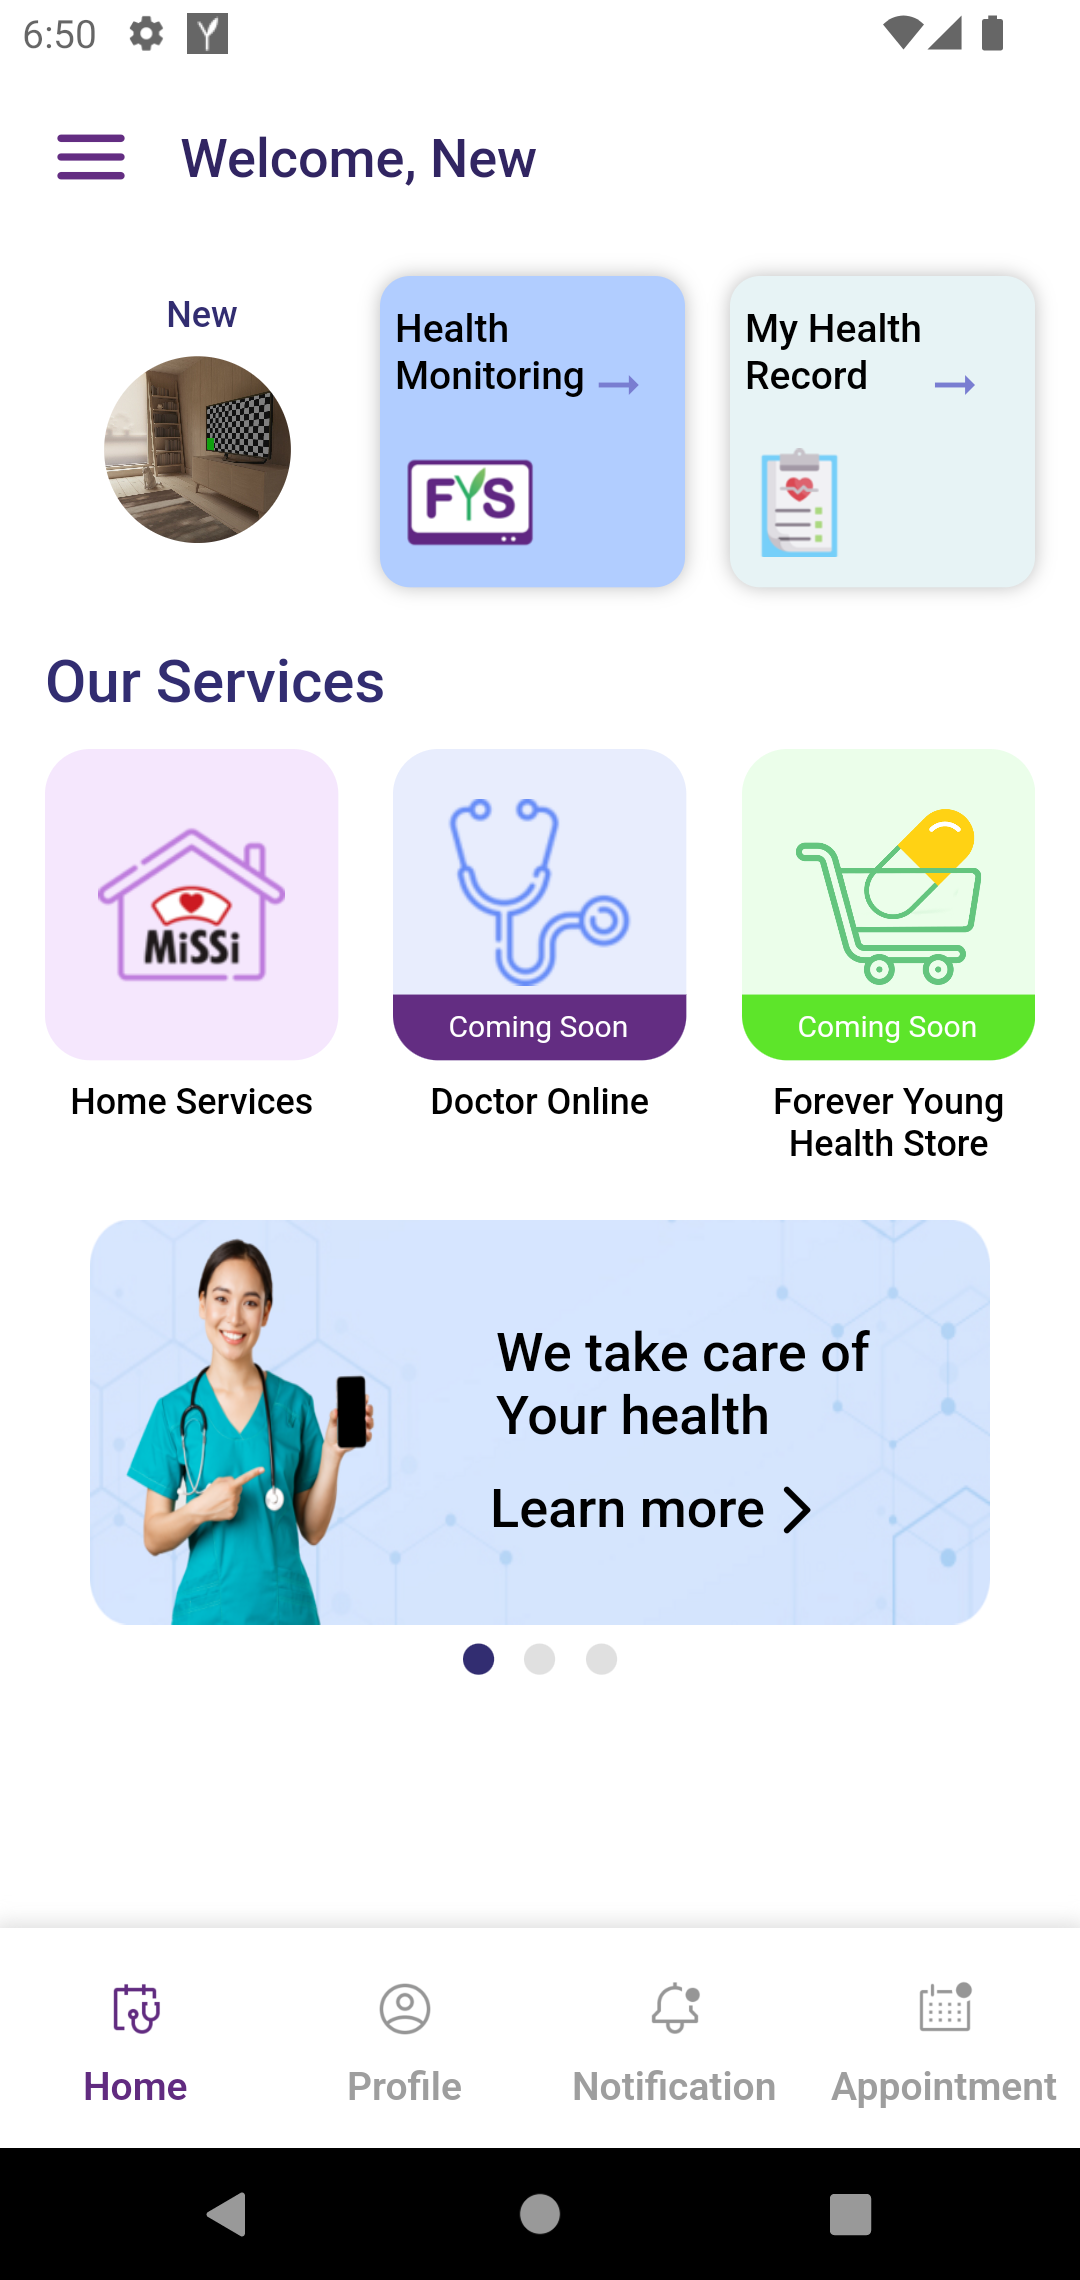 6:50
Welcome, New
New
Health
Monitoring
FYS
My Health
Record
Our Services
MiSSi
Coming Soon
Coming Soon
Home Services
Doctor Online
Forever Young
Health Store
We take care of
Your health
Learn more
Home
Profile
Notification
Appointment